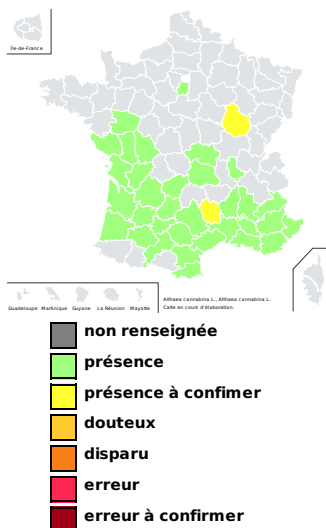 Île-de-France
Guadeloupe Martinique Guyane La Réunion Mayotte
Althaea cannabina L., Althaea cannabina L.
Carte en cours d'élaboration.
non renseignée
présence
présence à confimer
douteux
disparu
erreur
erreur à confirmer